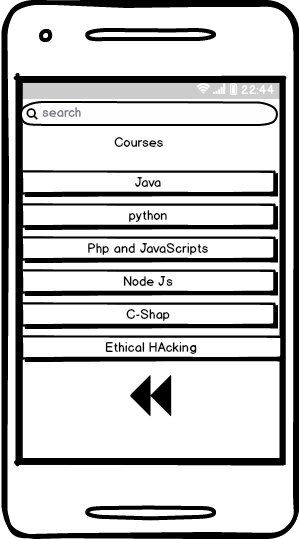 22:44
search
Courses
Java
python
Php and JavaScripts
Node Js
C-Shap
Ethical HAcking